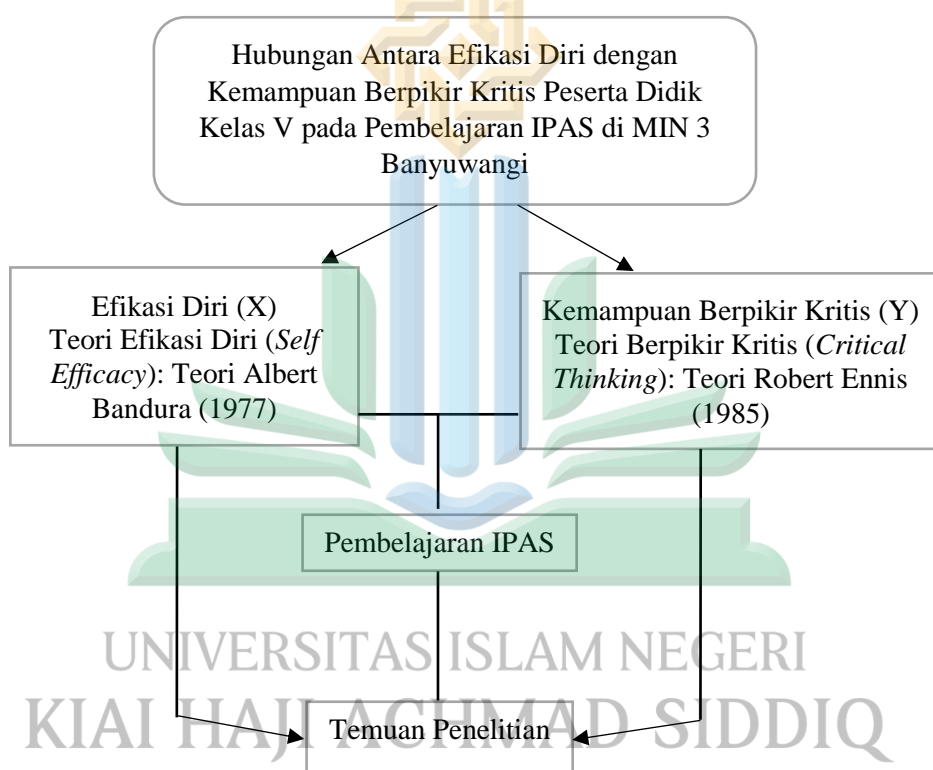 Hubungan Antara Efikasi Diri dengan
Kemampuan Berpikir Kritis Peserta Didik
Kelas V pada Pembelajaran IPAS di MIN 3
Banyuwangi
Efikasi Diri (X)
Teori Efikasi Diri (Self
Efficacy): Teori Albert
Bandura (1977)
Kemampuan Berpikir Kritis (Y)
Teori Berpikir Kritis (Critical
Thinking): Teori Robert Ennis
(1985)
Pembelajaran IPAS
UNIVERSITAS ISLAM NEGERI
KIAI HAJI ACHMAD SIDDIQ
Temuan Penelitian